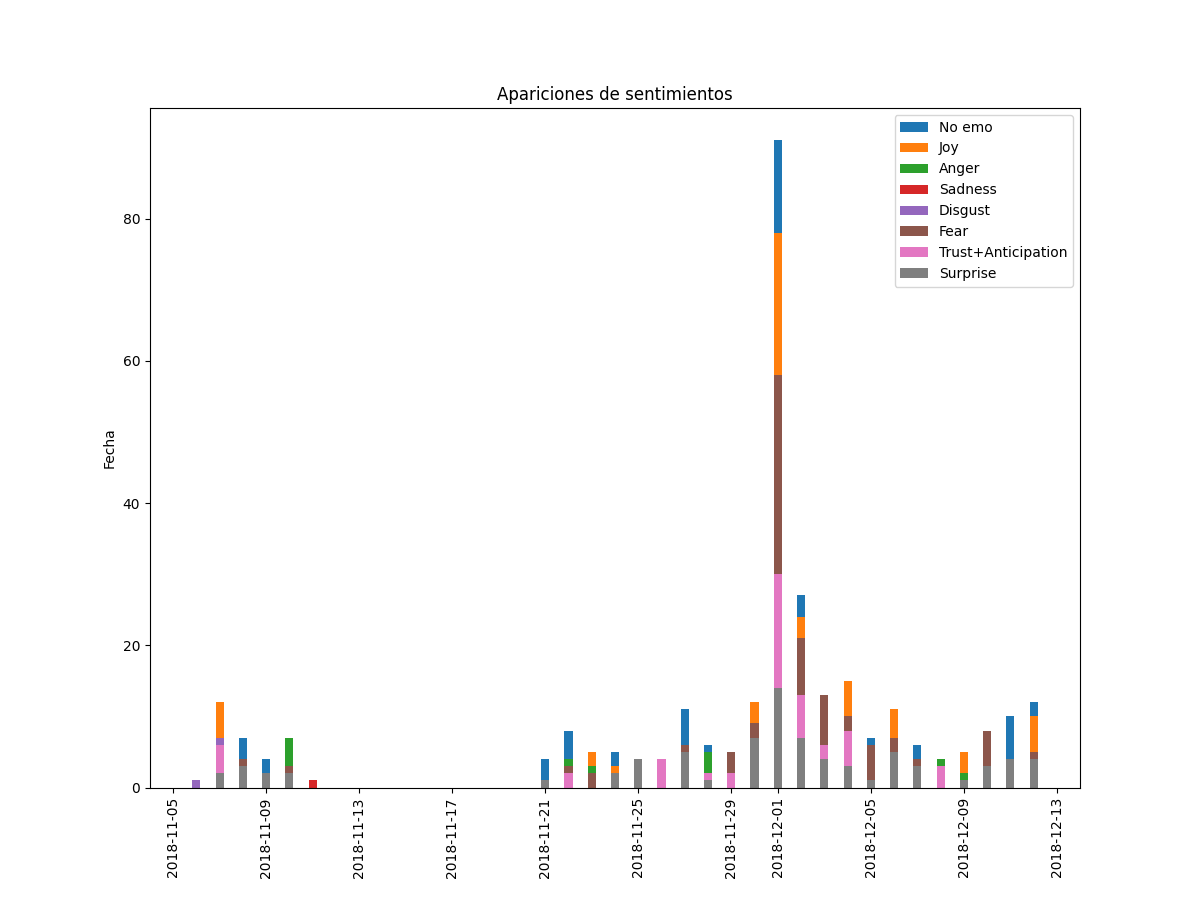 Apariciones de sentimientos
No emo
Joy
Anger
Sadness
Disgust
Fear
Trust+Anticipation
Surprise
Fecha
80
60
40
20
0
2018-11-05
2018-11-09
2018-11-13
2018-11-17
2018-11-21
2018-11-25
2018-11-29
2018-12-01
2018-12-05
2018-12-09
2018-12-13